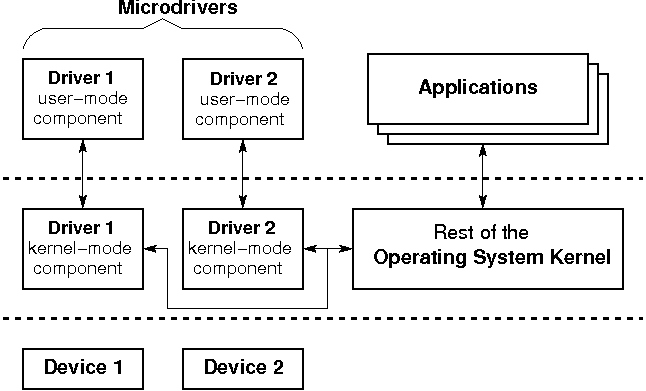 Microdrivers
Driver 1
user-mode
component
Driver 2
user-mode
component
Applications
Driver 1
kernel-mode
component
Driver 2
kernel-mode
component
Rest of the
Operating System Kernel
Device 1
Device 2